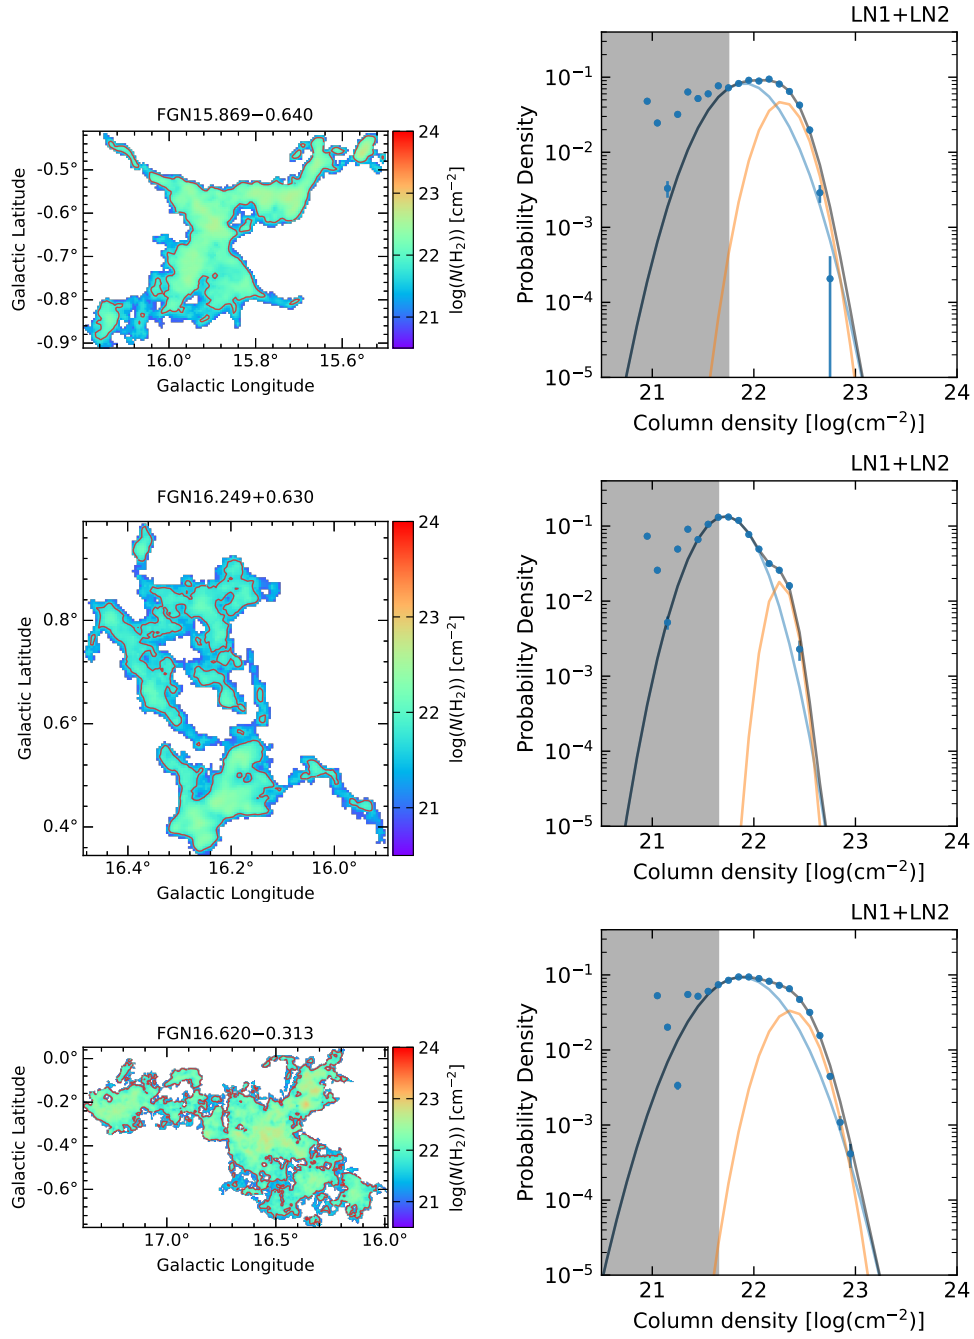 LN1+LN2
FGN15.869−0.640
24
23
22
21
log(N(H₂)) [cm⁻²]
-0.5°
-0.6°
-0.7°
-0.8°
-0.9°
Galactic Latitude
16.0° 15.8° 15.6°
Galactic Longitude
10⁻¹
10⁻²
10⁻³
10⁻⁴
10⁻⁵
Probability Density
21 22 23 24
Column density [log(cm⁻²)]
LN1+LN2
FGN16.249+0.630
24
23
22
21
log(N(H₂)) [cm⁻²]
0.8°
0.6°
0.4°
Galactic Latitude
16.4° 16.2° 16.0°
Galactic Longitude
10⁻¹
10⁻²
10⁻³
10⁻⁴
10⁻⁵
Probability Density
21 22 23 24
Column density [log(cm⁻²)]
LN1+LN2
FGN16.620−0.313
24
23
22
21
log(N(H₂)) [cm⁻²]
0.0°
-0.2°
-0.4°
-0.6°
Galactic Latitude
17.0° 16.5° 16.0°
Galactic Longitude
10⁻¹
10⁻²
10⁻³
10⁻⁴
10⁻⁵
Probability Density
21 22 23 24
Column density [log(cm⁻²)]